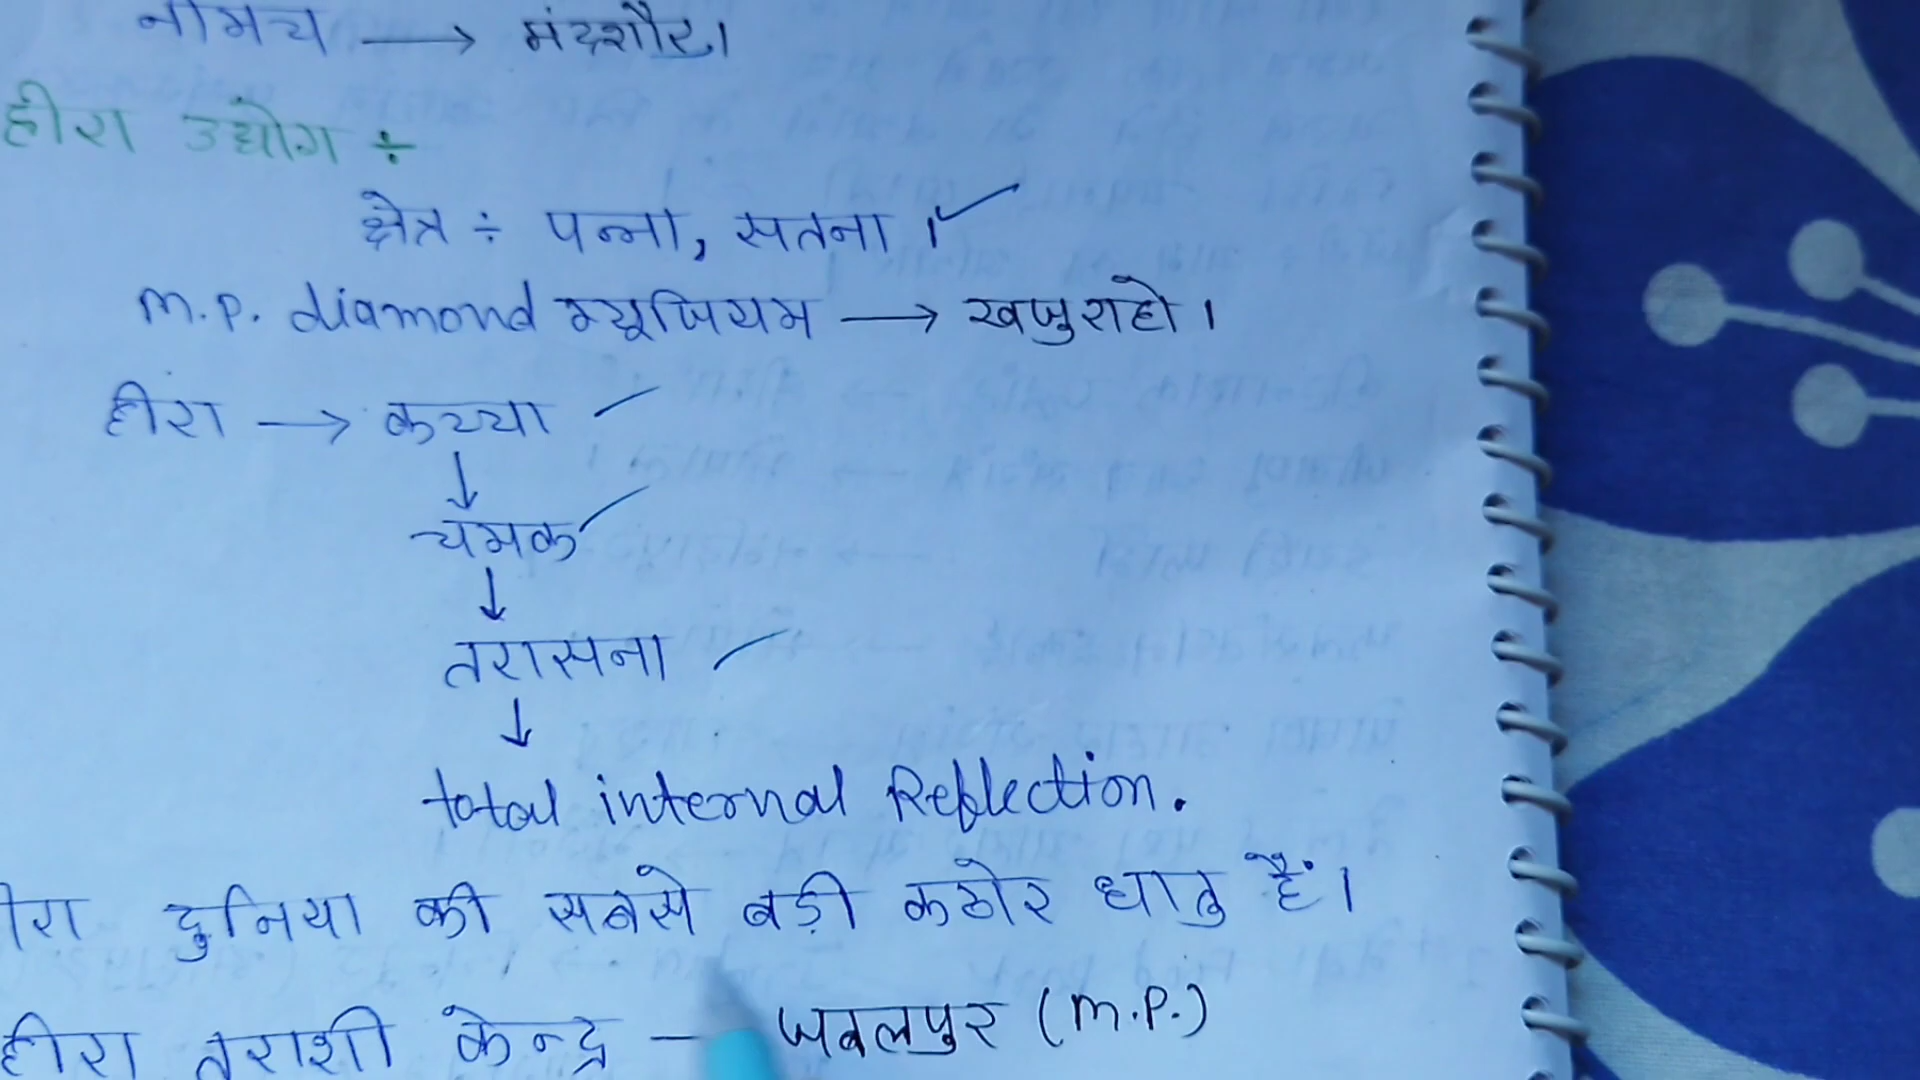 नीमच → मंदशौर।
हीरा उद्योग ÷
क्षेत्र ÷ पन्ना, सतना ।
m.p. diamond म्यूजियम → खजुराहो ।
हीरा → कच्चा
↓
चमक
↓
तरासना
↓
total internal Reflection.
हीरा दुनिया की सबसे बड़ी कठोर धातु हैं।
हीरा तराशी केन्द्र - जबलपुर (M.P.)